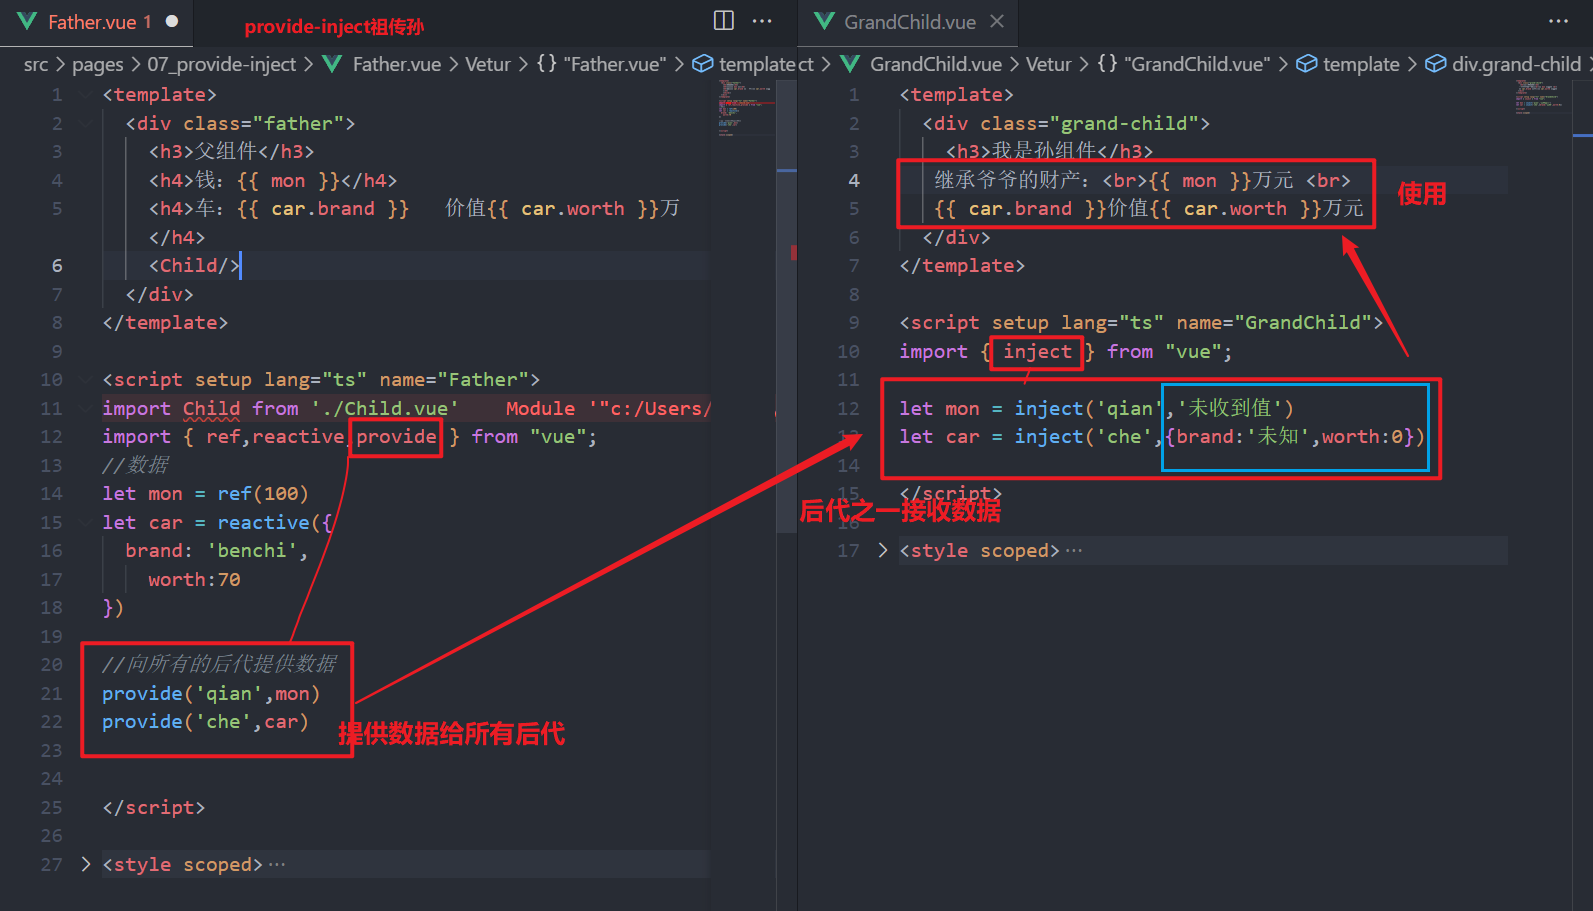 Father.vue 1
provide-inject祖传孙
src > pages > 07_provide-inject > Father.vue > Vetur > {} "Father.vue" > template
1 <template>
2 <div class="father">
3 <h3>父组件</h3>
4 <h4>钱: {{ mon }}</h4>
5 <h4>车: {{ car.brand }} 价值{{ car.worth }}万
</h4>
6 <Child/>
7 </div>
8 </template>
9
10 <script setup lang="ts" name="Father">
11 import Child from './Child.vue' Module '"c:/Users/
12 import { ref,reactive provide } from "vue";
13 //数据
14 let mon = ref(100)
15 let car = reactive({
16 brand: 'benchi',
17 worth:70
18 })
19
20 //向所有的后代提供数据
21 provide('qian',mon)
22 provide('che',car)
提供数据给所有后代
23
24
25 </script>
26
27 > <style scoped>…
GrandChild.vue
ct > GrandChild.vue > Vetur > {} "GrandChild.vue" > template > div.grand-child
1 <template>
2 <div class="grand-child">
3 <h3>我是孙组件</h3>
4 继承爷爷的财产: <br>{{ mon }}万元 <br>
使用
5 {{ car.brand }}价值{{ car.worth }}万元
6 </div>
7 </template>
8
9 <script setup lang="ts" name="GrandChild">
10 import { inject } from "vue";
11
12 let mon = inject('qian','未收到值')
13 let car = inject('che',{brand:'未知',worth:0})
14
15 </script>
后代之一接收数据
16
17 > <style scoped>…